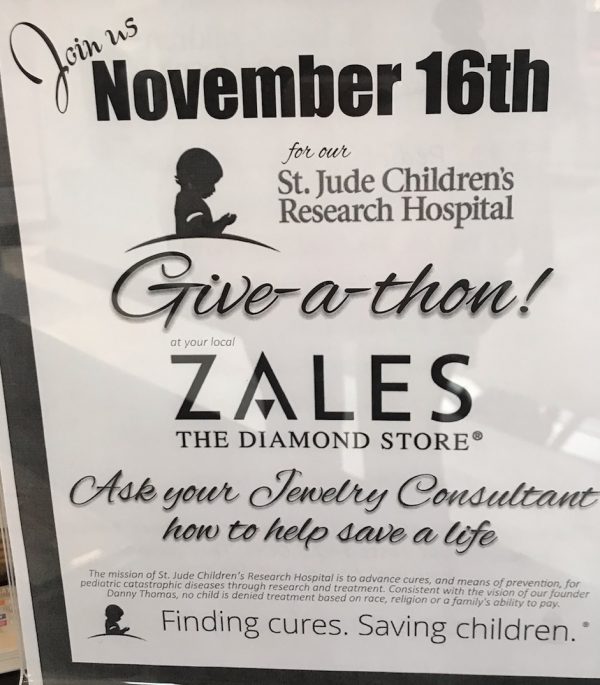 Join us
November 16th
for our
St. Jude Children's
Research Hospital
Give-a-thon!
at your local
ZALES
THE DIAMOND STORE®
Ask your Jewelry Consultant
how to help save a life
The mission of St. Jude Children's Research Hospital is to advance cures, and means of prevention, for
pediatric catastrophic diseases through research and treatment. Consistent with the vision of our founder
Danny Thomas, no child is denied treatment based on race, religion or a family's ability to pay.
Finding cures. Saving children.®